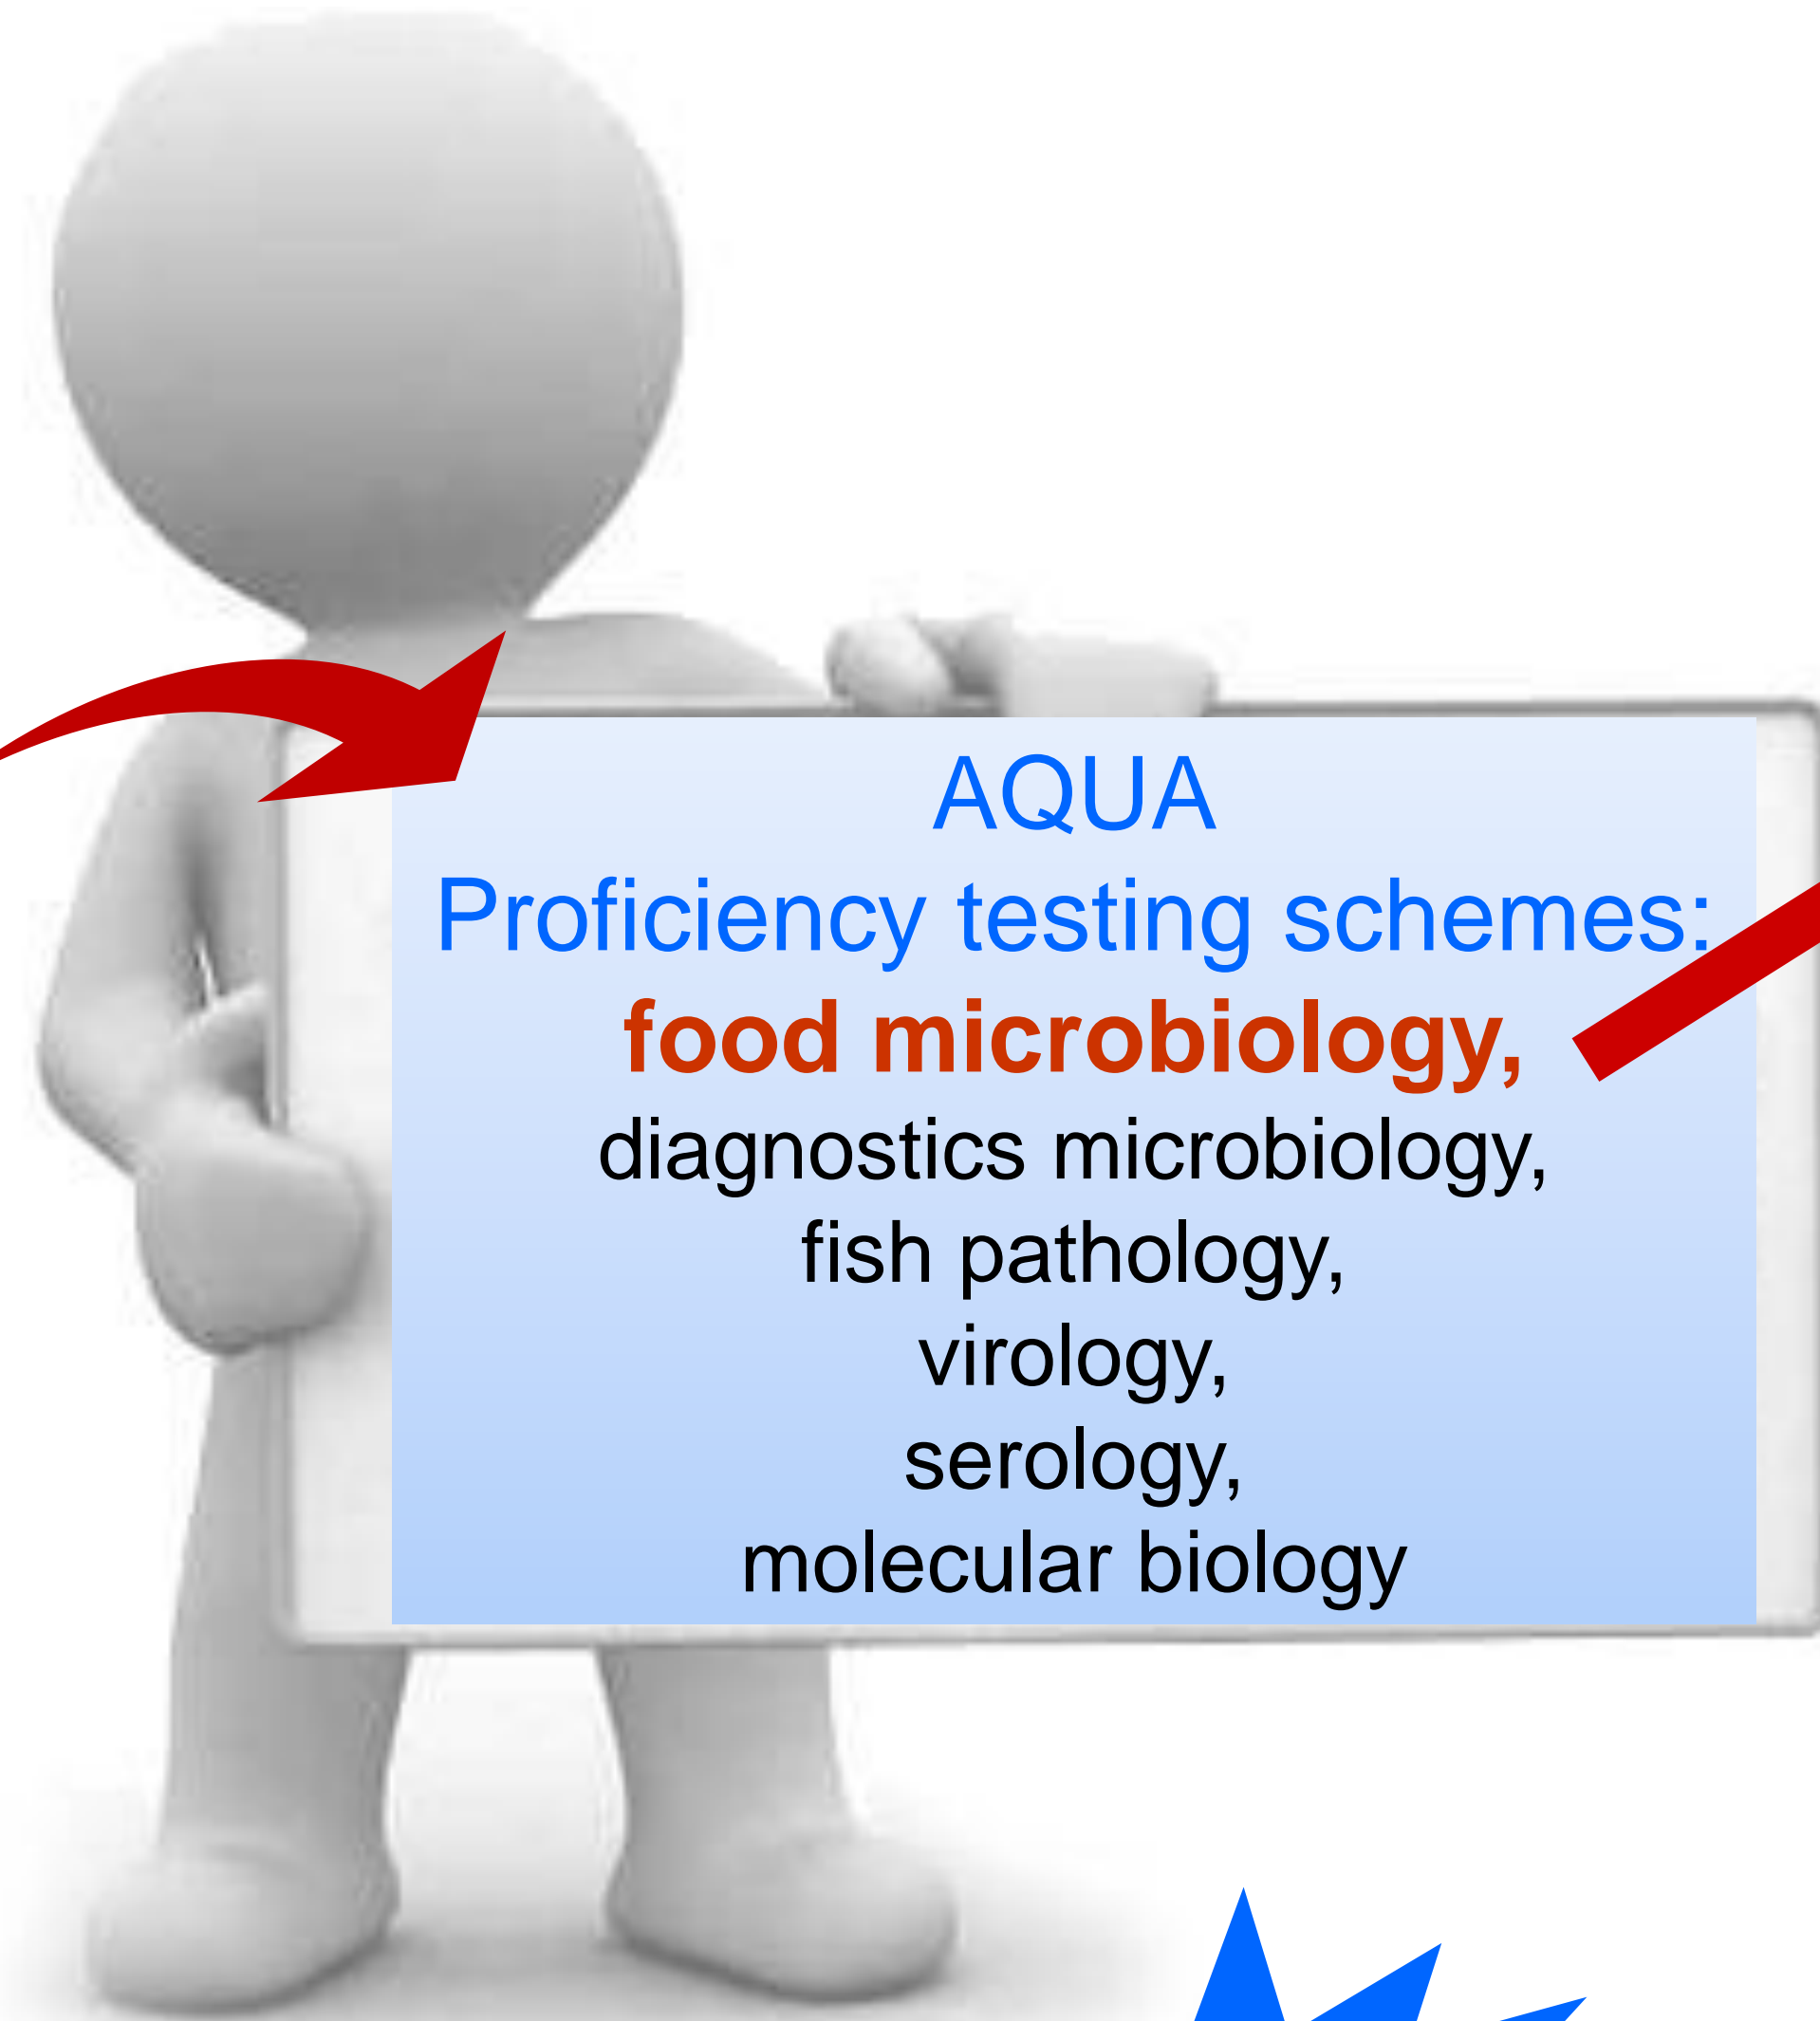 AQUA
Proficiency testing schemes:
food microbiology,
diagnostics microbiology,
fish pathology,
virology,
serology,
molecular biology